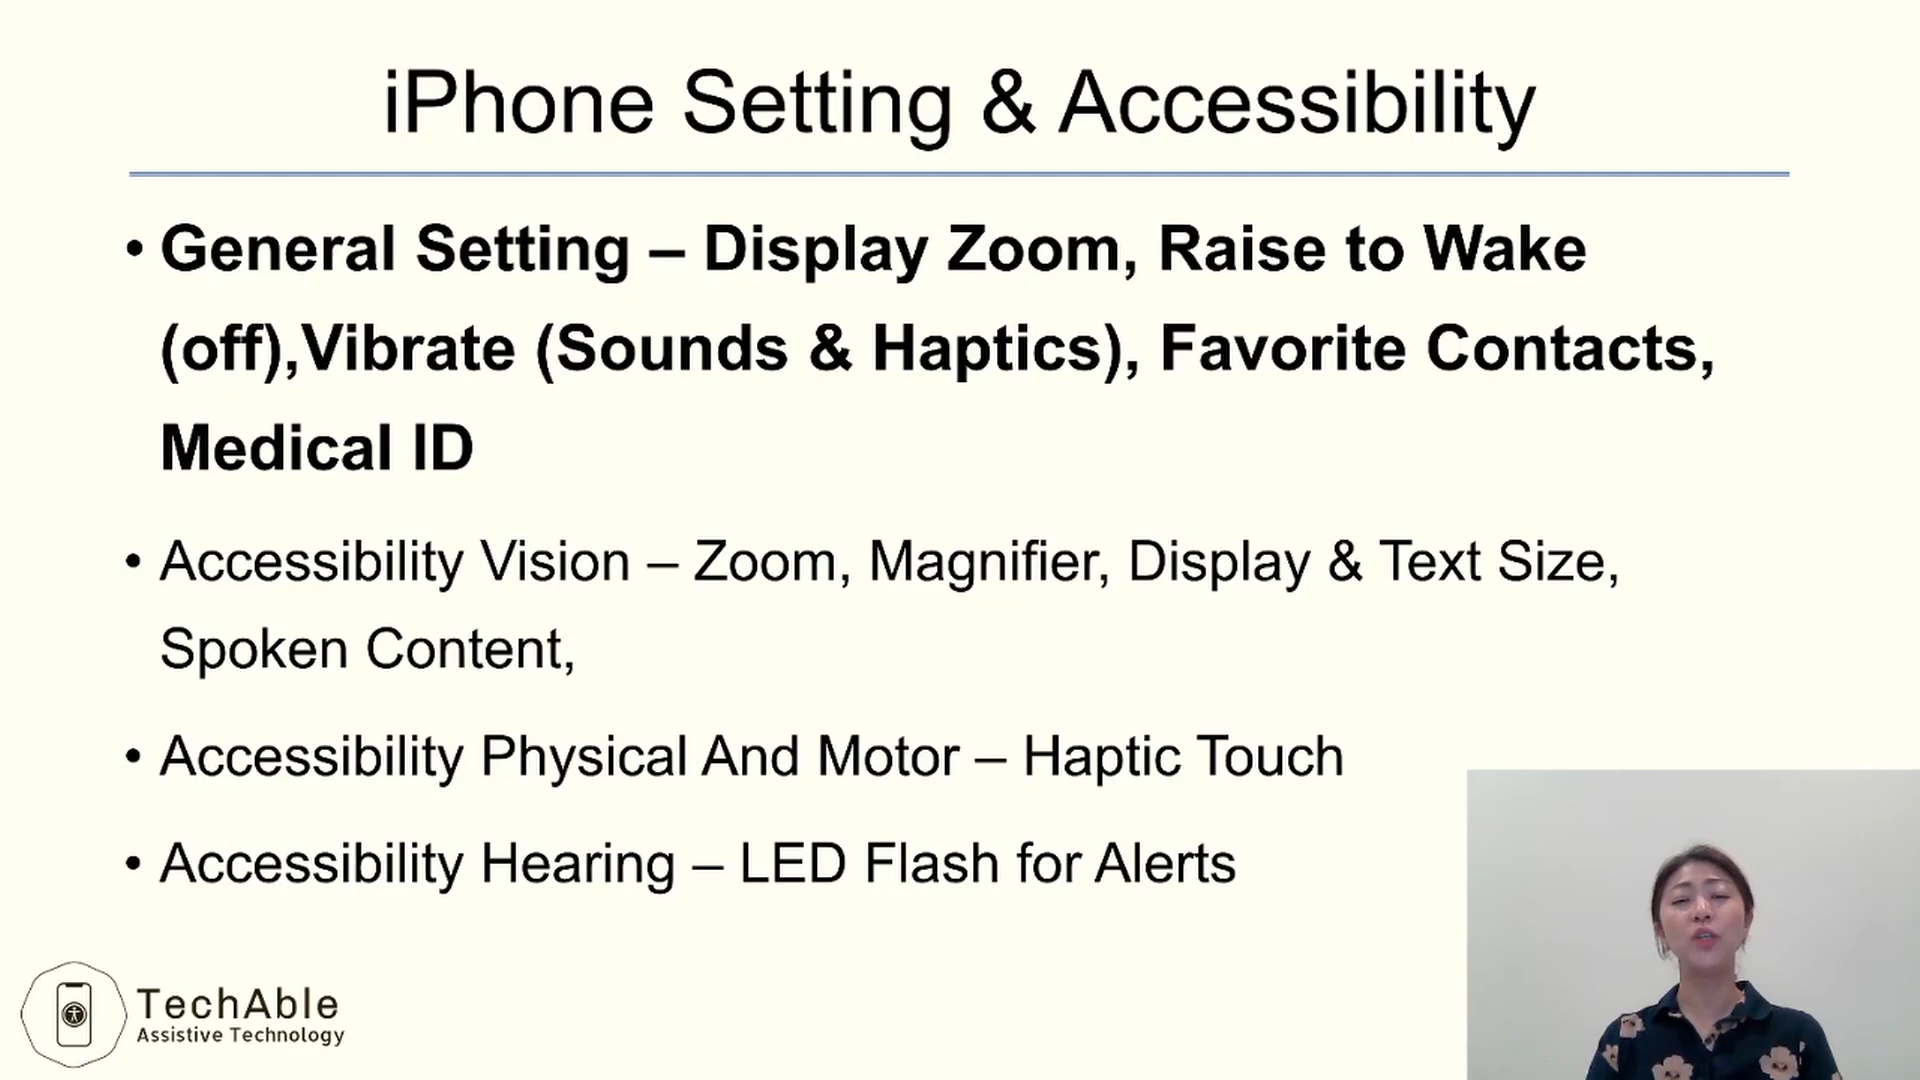 iPhone Setting & Accessibility
• General Setting – Display Zoom, Raise to Wake
(off),Vibrate (Sounds & Haptics), Favorite Contacts,
Medical ID
• Accessibility Vision – Zoom, Magnifier, Display & Text Size,
Spoken Content,
• Accessibility Physical And Motor – Haptic Touch
• Accessibility Hearing – LED Flash for Alerts
TechAble
Assistive Technology